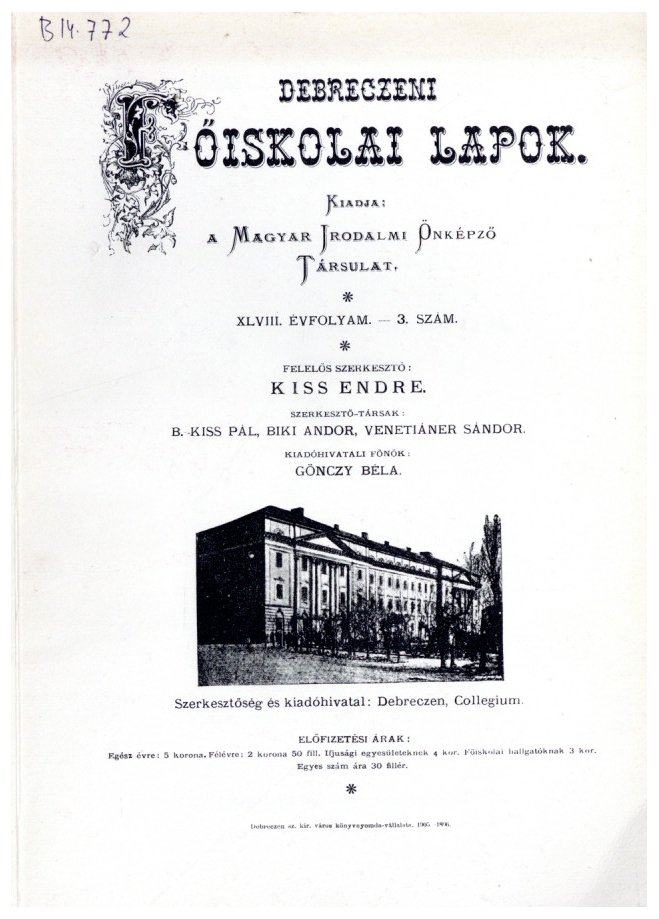 B 14.772
DEBRECZENI
FŐISKOLAI LAPOK.
KIADJA:
A MAGYAR IRODALMI ÖNKÉPZŐ
TÁRSULAT.
*
XLVIII. ÉVFOLYAM. — 3. SZÁM.
*
FELELŐS SZERKESZTŐ:
KISS ENDRE.
SZERKESZTŐ-TÁRSAK:
B.-KISS PÁL, BIKI ANDOR, VENETIÁNER SÁNDOR.
KIADÓHIVATALI FŐNÖK:
GÖNCZY BÉLA.
Szerkesztőség és kiadóhivatal: Debreczen, Collegium.
ELŐFIZETÉSI ÁRAK:
Egész évre: 5 korona. Félévre: 2 korona 50 fill. Ifjusági egyesületeknek 4 kor. Főiskolai hallgatóknak 3 kor.
Egyes szám ára 30 fillér.
*
Debreczen sz. kir. város könyvnyomda-vállalata. 1905–1906.